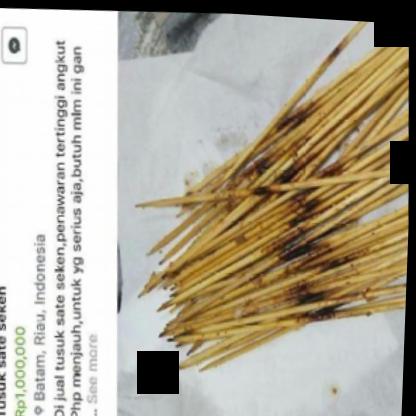 tusuk sate seken
Rp1,000,000
Batam, Riau, Indonesia
Di jual tusuk sate seken,penawaran tertinggi angkut
Php menjauh,untuk yg serius aja,butuh mlm ini gan
... See more